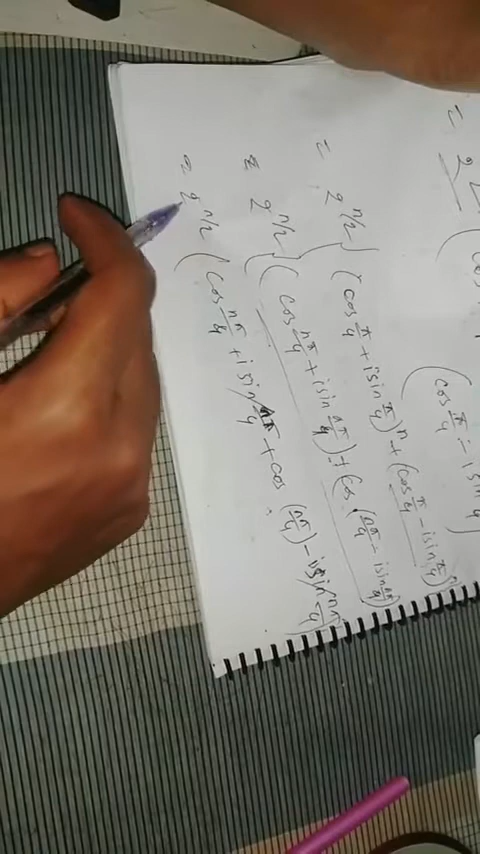 = 2
(cos
(cos π/4 - i sin π/4)
= 2^n/2 { (cos π/4 + i sin π/4)^n + (cos π/4 - i sin π/4)^n
= 2^n/2 { (cos nπ/4 + i sin nπ/4) + (cos (nπ/4 - i sin nπ/4)
= 2^n/2 ( cos nπ/4 + i sin nπ/4 + cos (nπ/4) - i sin nπ/4)